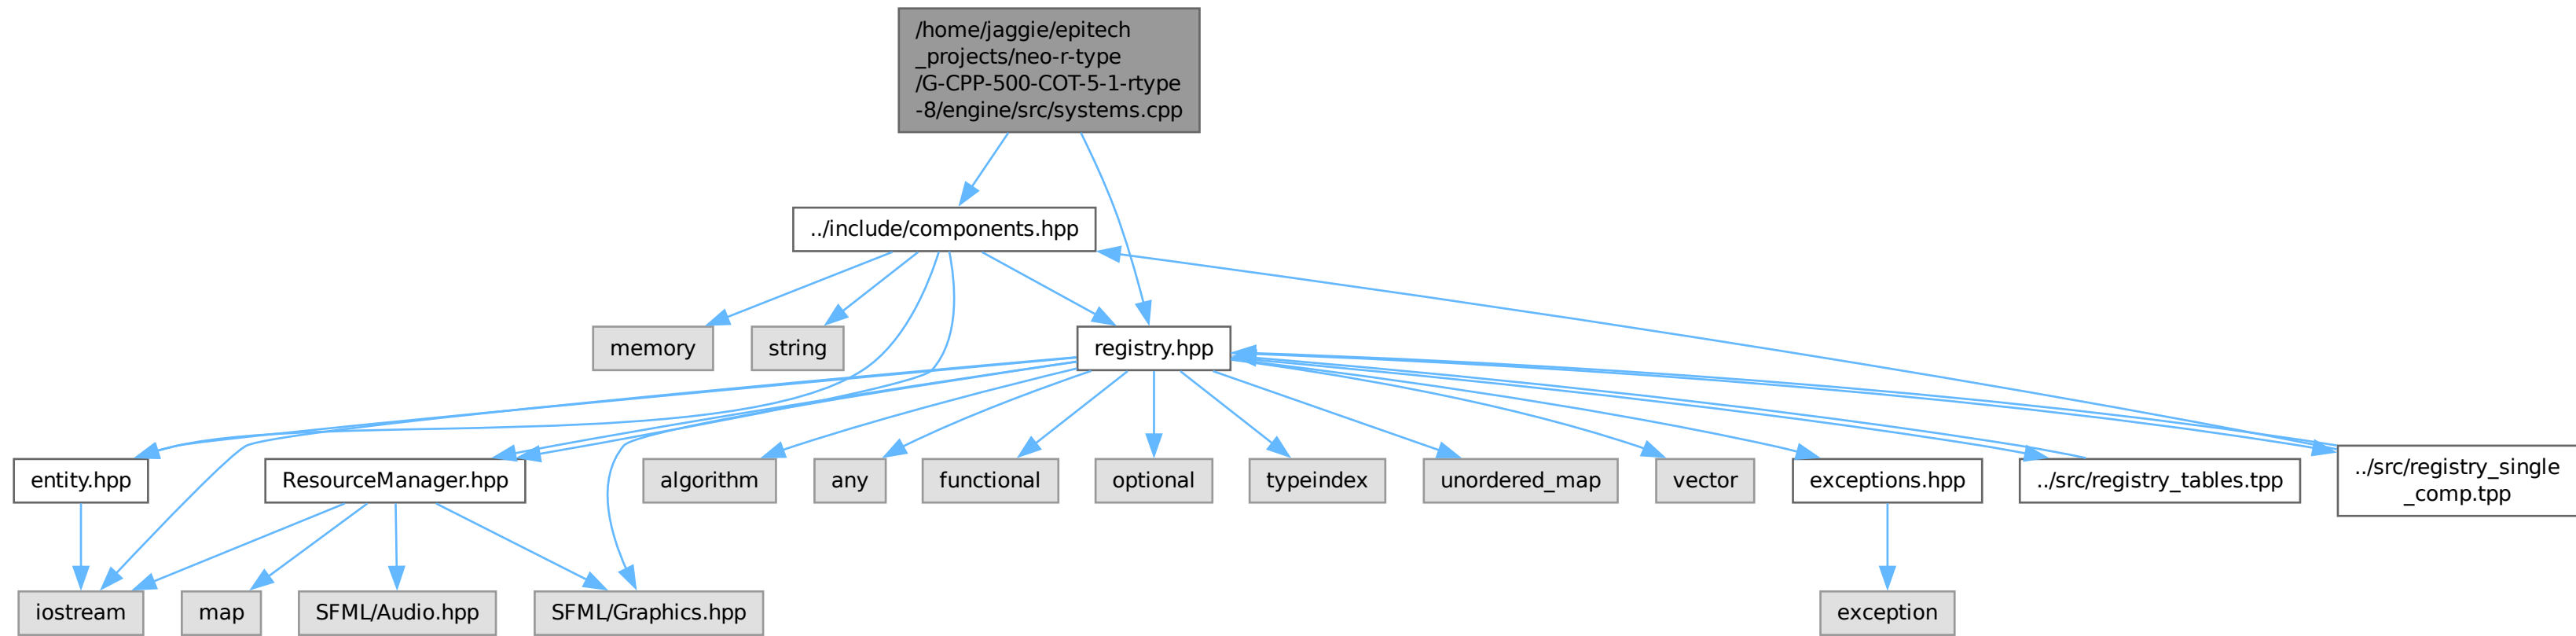 /home/jaggie/epitech
_projects/neo-r-type
/G-CPP-500-COT-5-1-rtype
-8/engine/src/systems.cpp
../include/components.hpp
memory
string
registry.hpp
entity.hpp
ResourceManager.hpp
algorithm
any
functional
optional
typeindex
unordered_map
vector
exceptions.hpp
../src/registry_tables.tpp
../src/registry_single
_comp.tpp
iostream
map
SFML/Audio.hpp
SFML/Graphics.hpp
exception